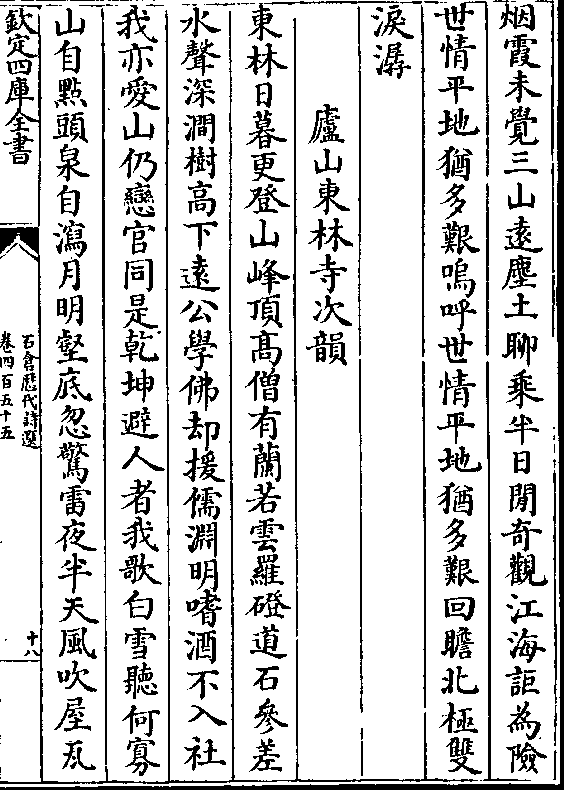 烟霞未覺三山遠塵土聊乘半日閒奇觀江海詎為險
世情平地猶多艱嗚呼世情平地猶多艱回瞻北極雙
淚潺
廬山東林寺次韻
東林日暮更登山峰頂髙僧有蘭若雲蘿磴道石參差
水聲深澗樹高下遠公學佛却援儒淵明嗜酒不入社
我亦愛山仍戀官同是乾坤避人者我歌白雪聽何寡
山自點頭泉自瀉月明壑底忽驚雷夜半天風吹屋瓦
欽定四庫全書
石倉歷代詩選
卷四百五十五
十八